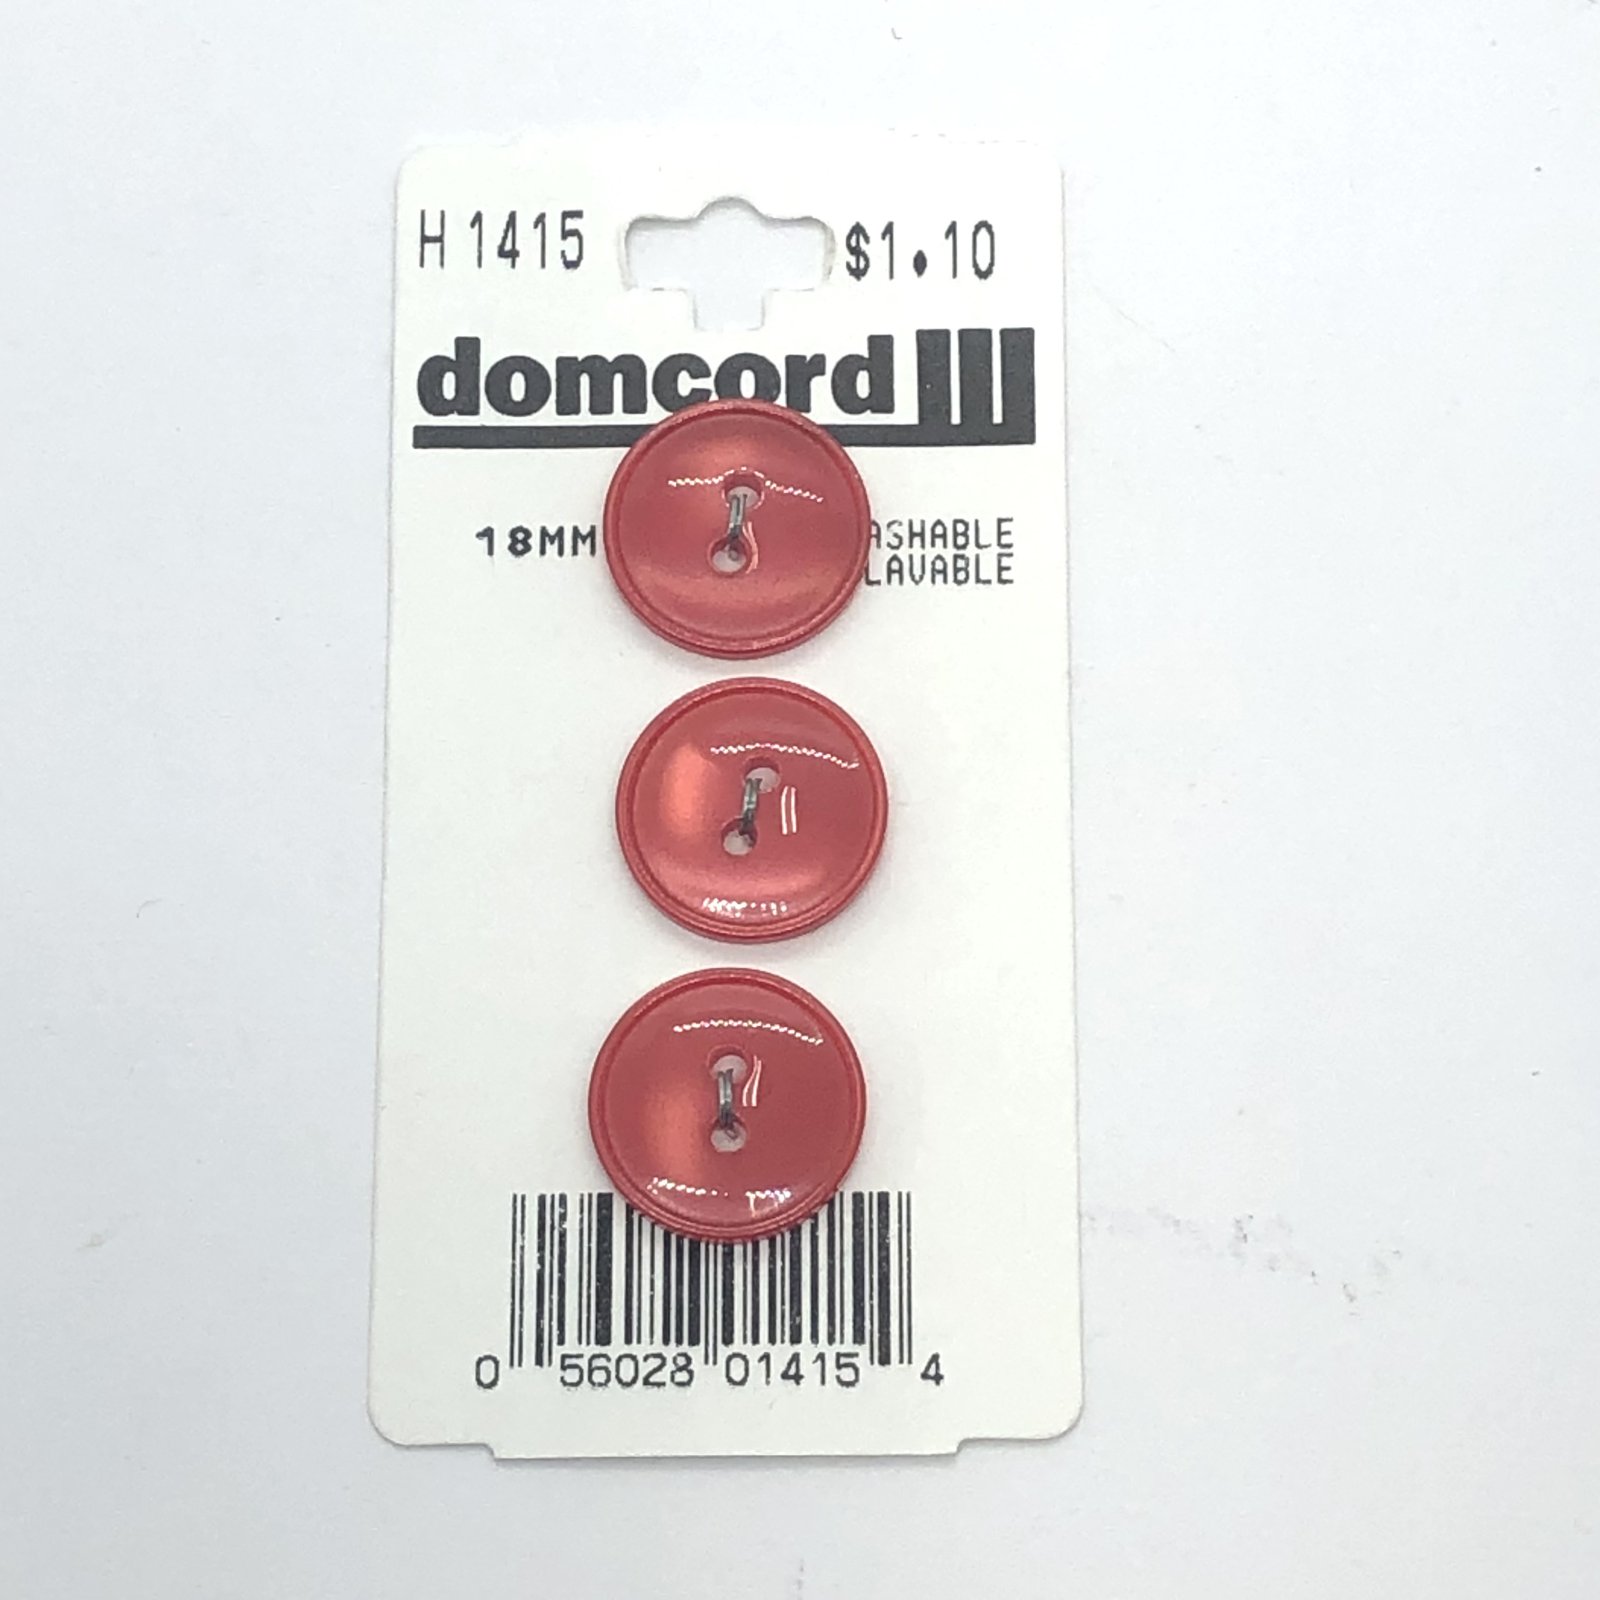 H 1415 $1.10
domcord
18MM ASHABLE
LAVABLE
0 56028 01415 4